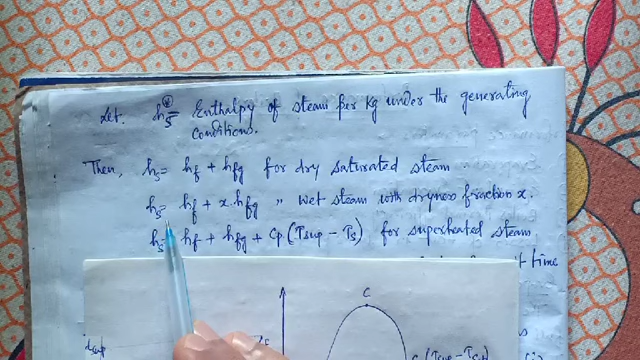 Let. hs = Enthalpy of steam per kg under the generating
conditions.
Then, hs = hf + hfg for dry saturated steam
hs = hf + x.hfg " wet steam with dryness fraction x.
hs = hf + hfg + Cp (Tsup - Ts) for superheated steam
time
C